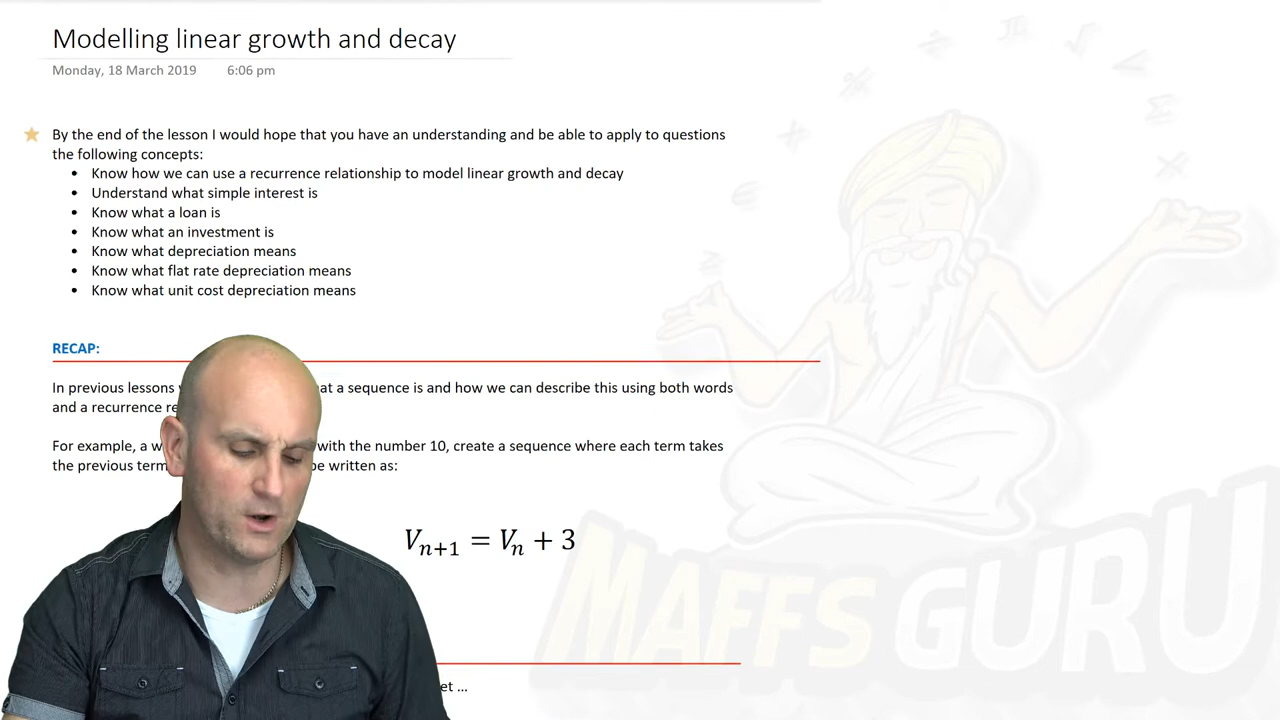 Modelling linear growth and decay
Monday, 18 March 2019 6:06 pm
By the end of the lesson I would hope that you have an understanding and be able to apply to questions
the following concepts:
• Know how we can use a recurrence relationship to model linear growth and decay
• Understand what simple interest is
• Know what a loan is
• Know what an investment is
• Know what depreciation means
• Know what flat rate depreciation means
• Know what unit cost depreciation means
RECAP:
In previous lessons at a sequence is and how we can describe this using both words
and a recurrence
For example, a with the number 10, create a sequence where each term takes
the previous term be written as:
V_{n+1} = V_n + 3
MAFFS GURU
et ...